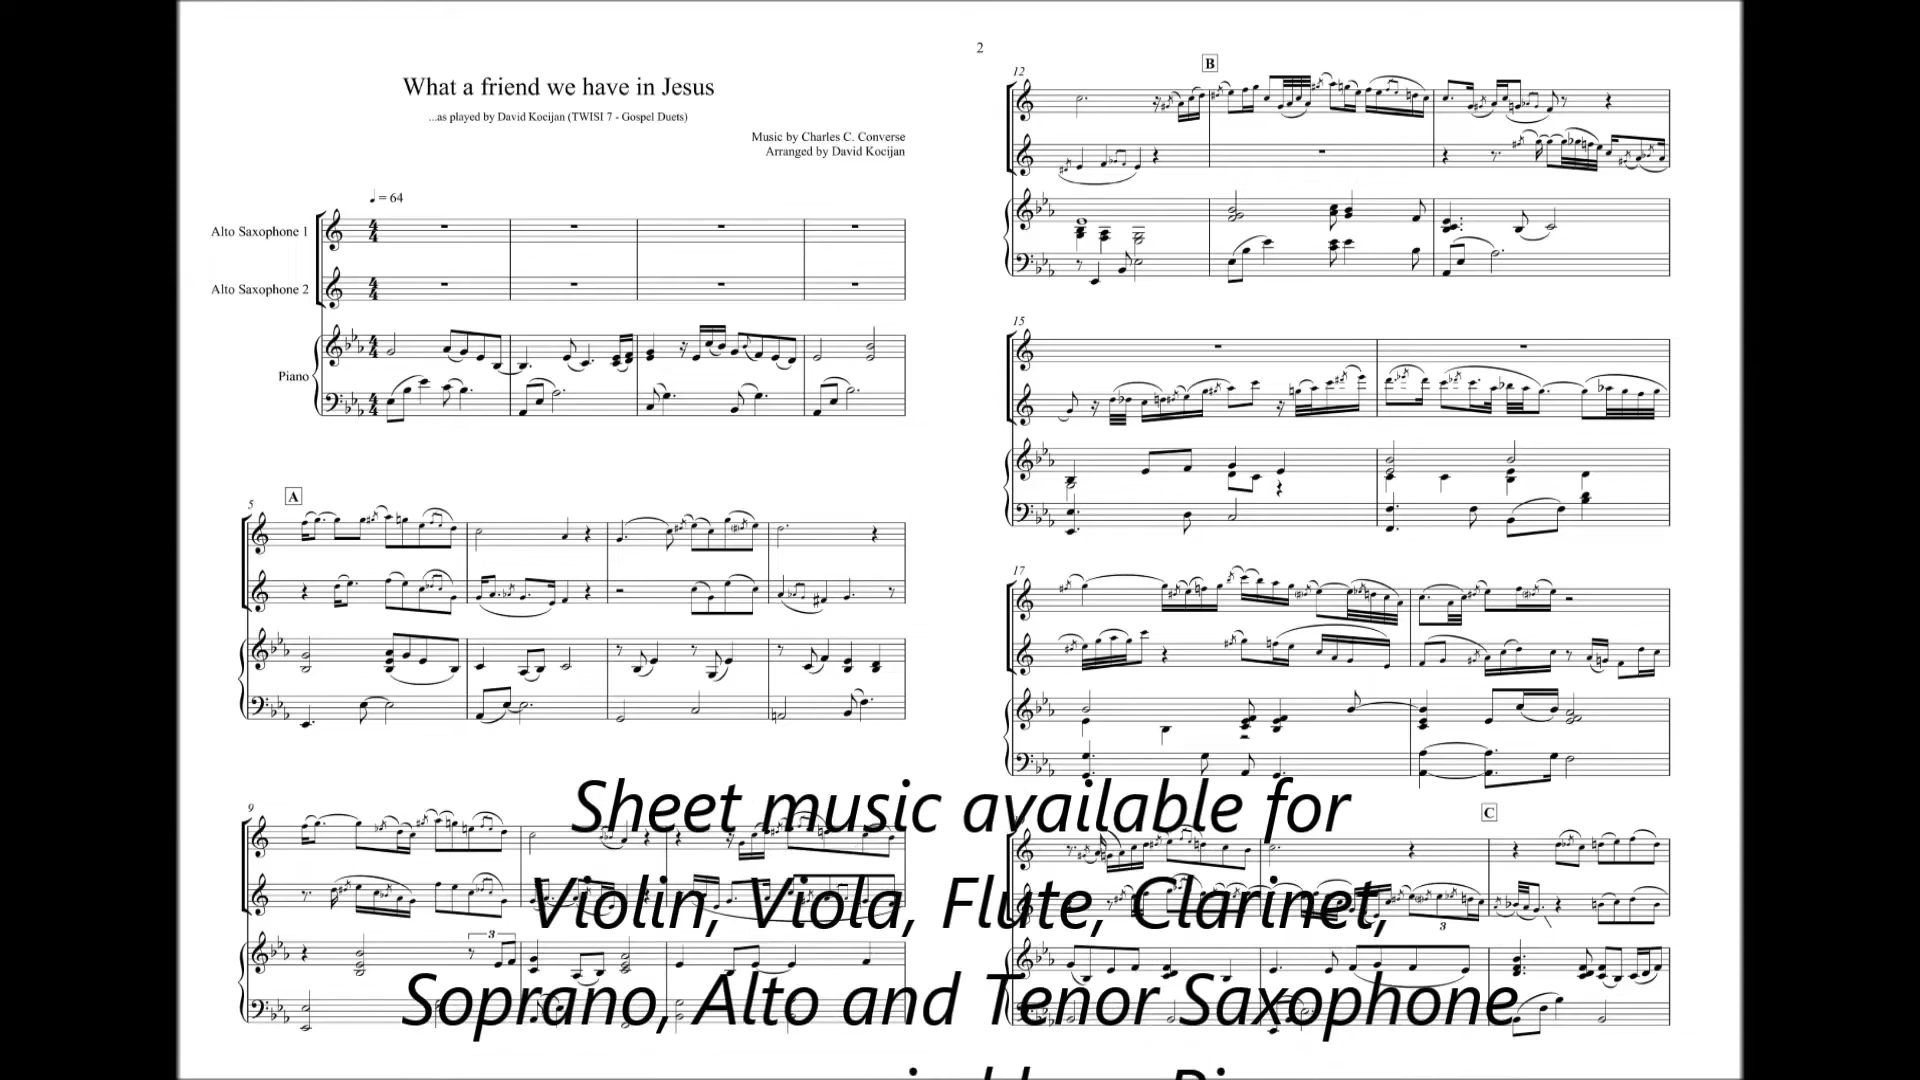 What a friend we have in Jesus
...as played by David Kocijan (TWISI 7 - Gospel Duets)
Music by Charles C. Converse
Arranged by David Kocijan
= 64
Alto Saxophone 1
Alto Saxophone 2
Piano
5
A
9
3
2
12
B
15
17
C
3
Sheet music available for
Violin, Viola, Flute, Clarinet,
Soprano, Alto and Tenor Saxophone